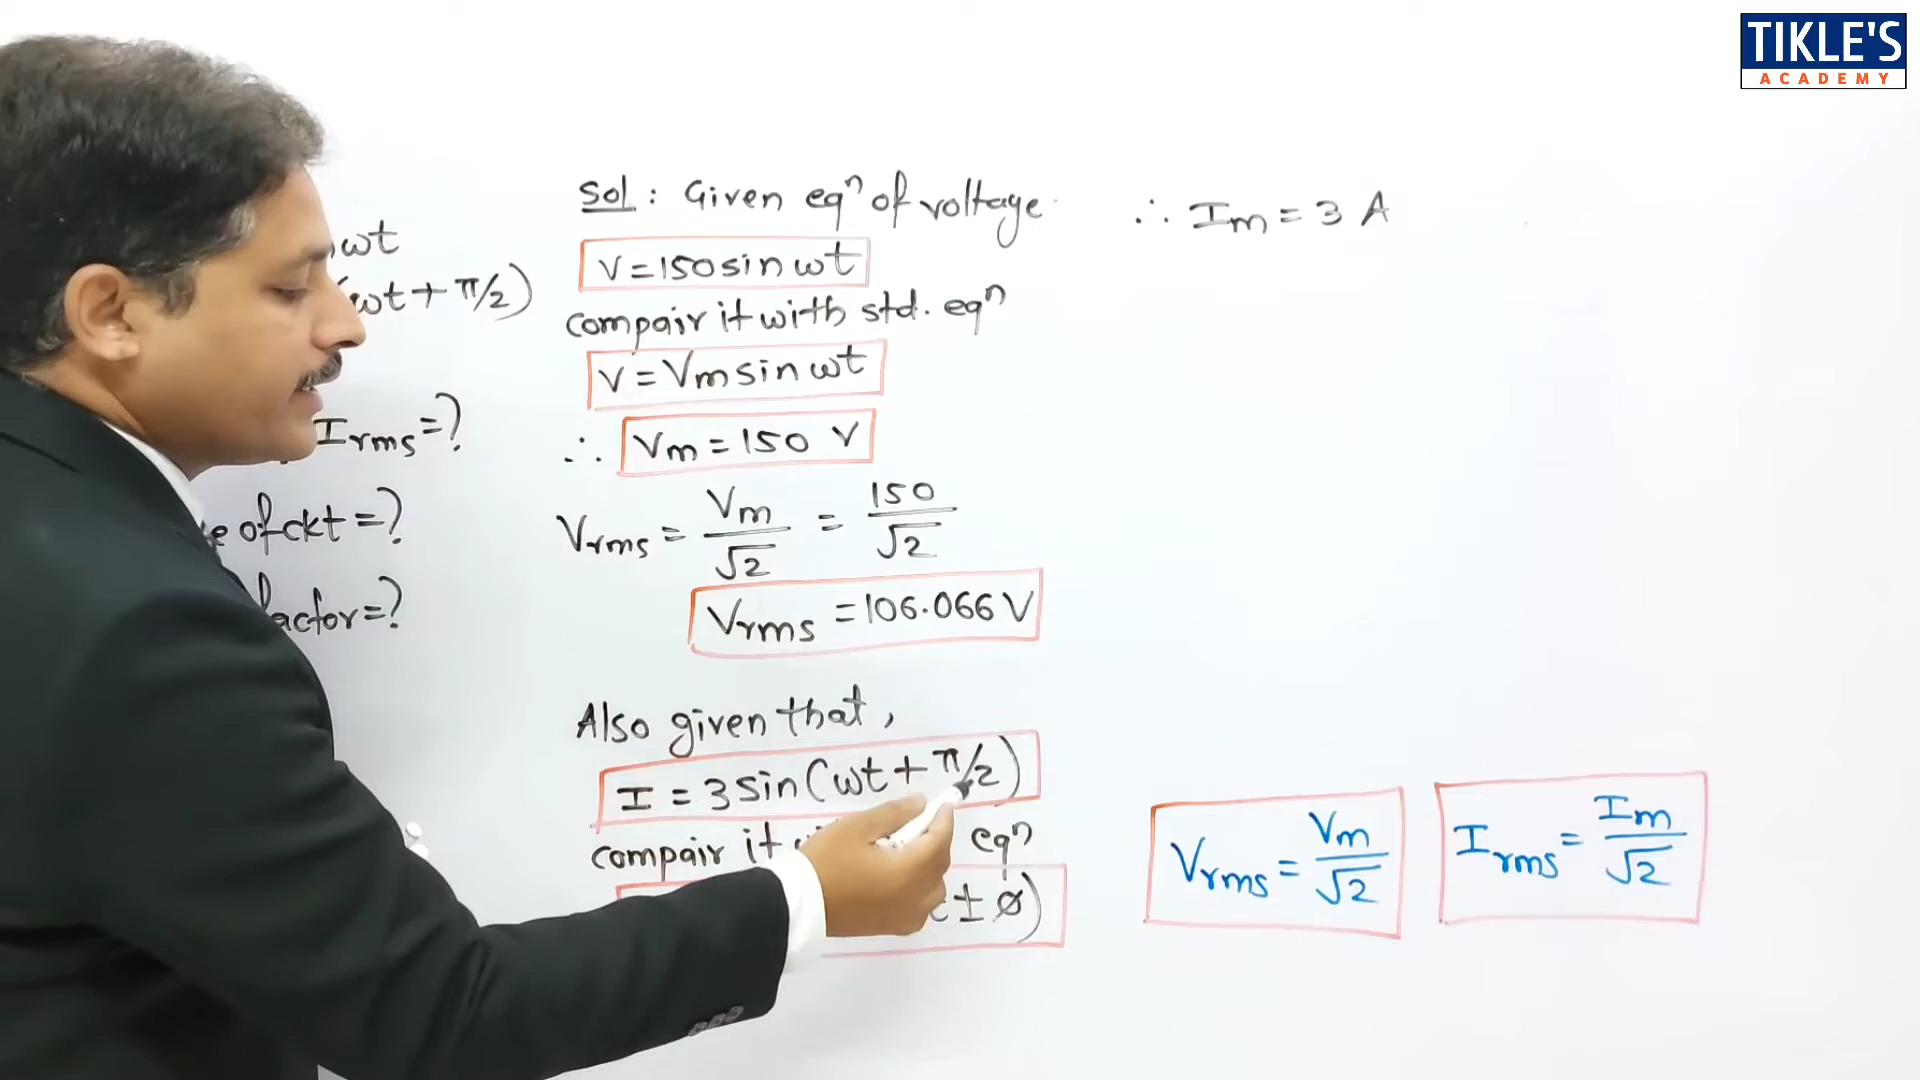 TIKLE'S
ACADEMY
ωt
(ωt + π/2)
Irms = ?
of ckt = ?
factor = ?
Sol : Given eqⁿ of voltage
V = 150 sin ωt
compair it with std. eqⁿ
V = Vm sin ωt
∴ Vm = 150 V
Vrms = Vm/√2 = 150/√2
Vrms = 106.066 V
Also given that,
I = 3 sin (ωt + π/2)
compair it eqⁿ
± ø)
∴ Im = 3 A
Vrms = Vm/√2
Irms = Im/√2